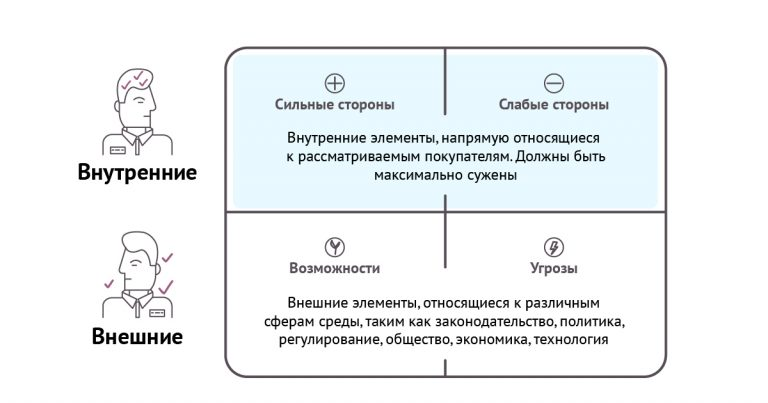 Внутренние
Сильные стороны
Слабые стороны
Внутренние элементы, напрямую относящиеся
к рассматриваемым покупателям. Должны быть
максимально сужены
Внешние
Возможности
Угрозы
Внешние элементы, относящиеся к различным
сферам среды, таким как законодательство, политика,
регулирование, общество, экономика, технология